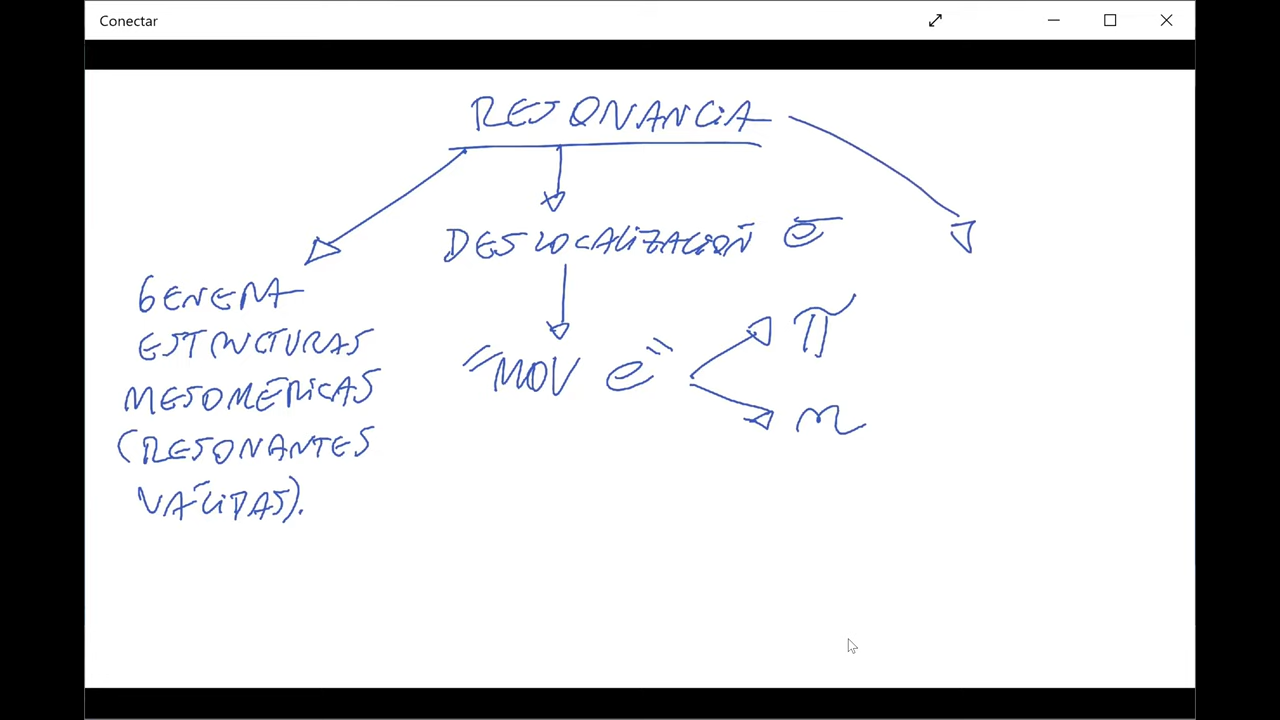 Conectar
RESONANCIA
DESLOCALIZACIÓN e⁻
GENERA
ESTRUCTURAS
MESOMÉRICAS
(RESONANTES
VÁLIDAS).
"MOV e"
π
n